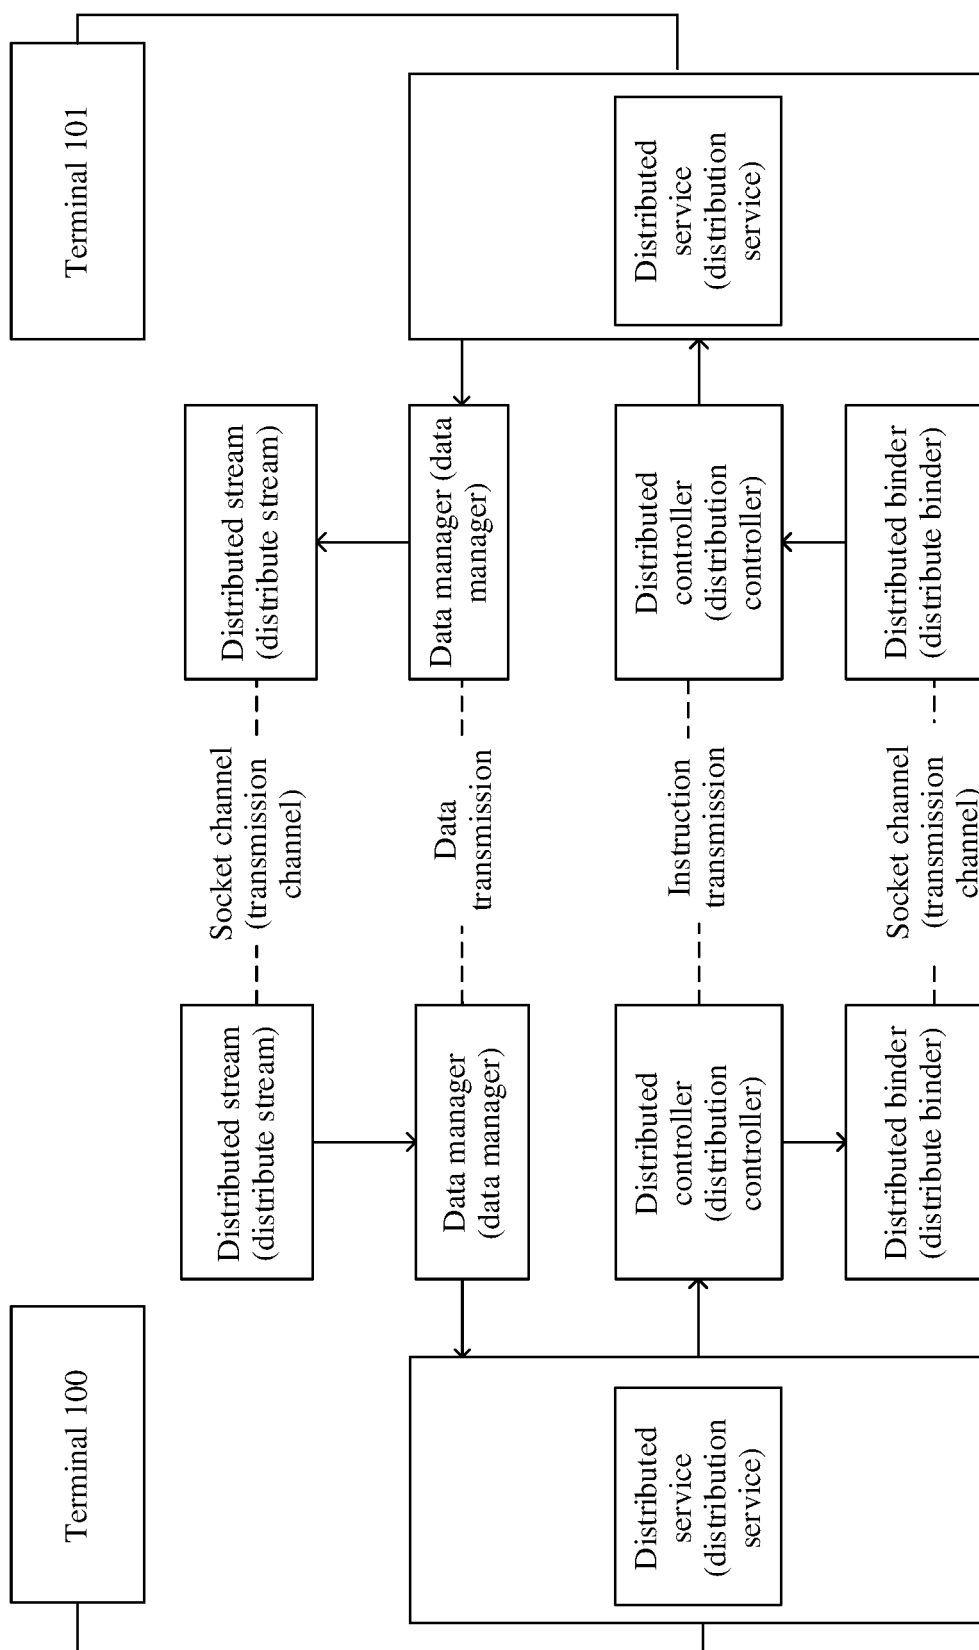 Terminal 100
Terminal 101
Distributed stream
(distribute stream)
Socket channel
(transmission
channel)
Distributed stream
(distribute stream)
Data manager
(data manager)
Data
transmission
Data manager (data
manager)
Distributed
service
(distribution
service)
Distributed
controller
(distribution
controller)
Instruction
transmission
Distributed
controller
(distribution
controller)
Distributed
service
(distribution
service)
Distributed binder
(distribute binder)
Socket channel
(transmission
channel)
Distributed binder
(distribute binder)